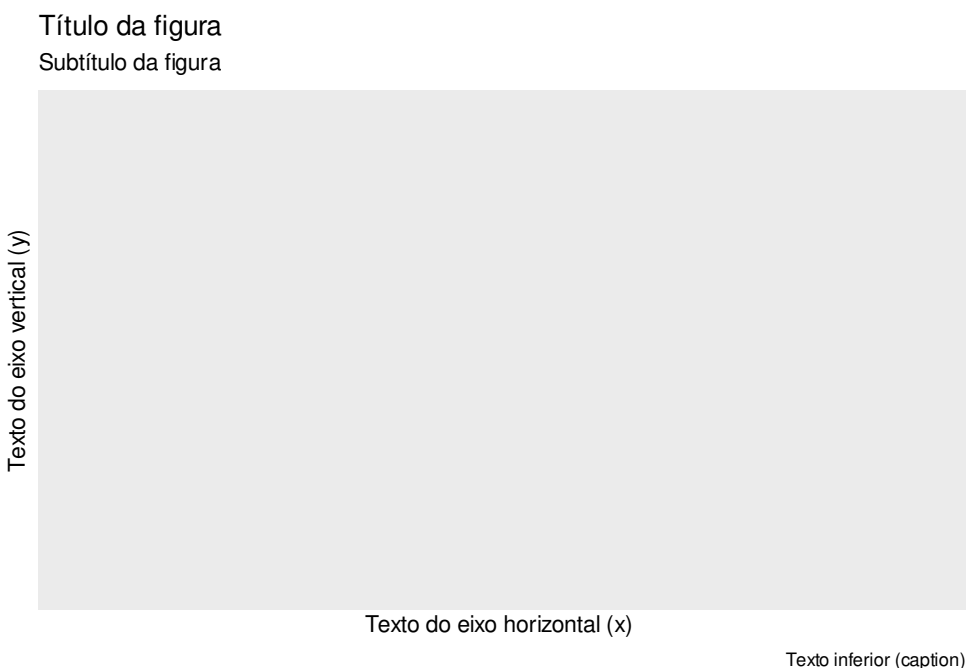 Título da figura
Subtítulo da figura
Texto do eixo vertical (y)
Texto do eixo horizontal (x)
Texto inferior (caption)